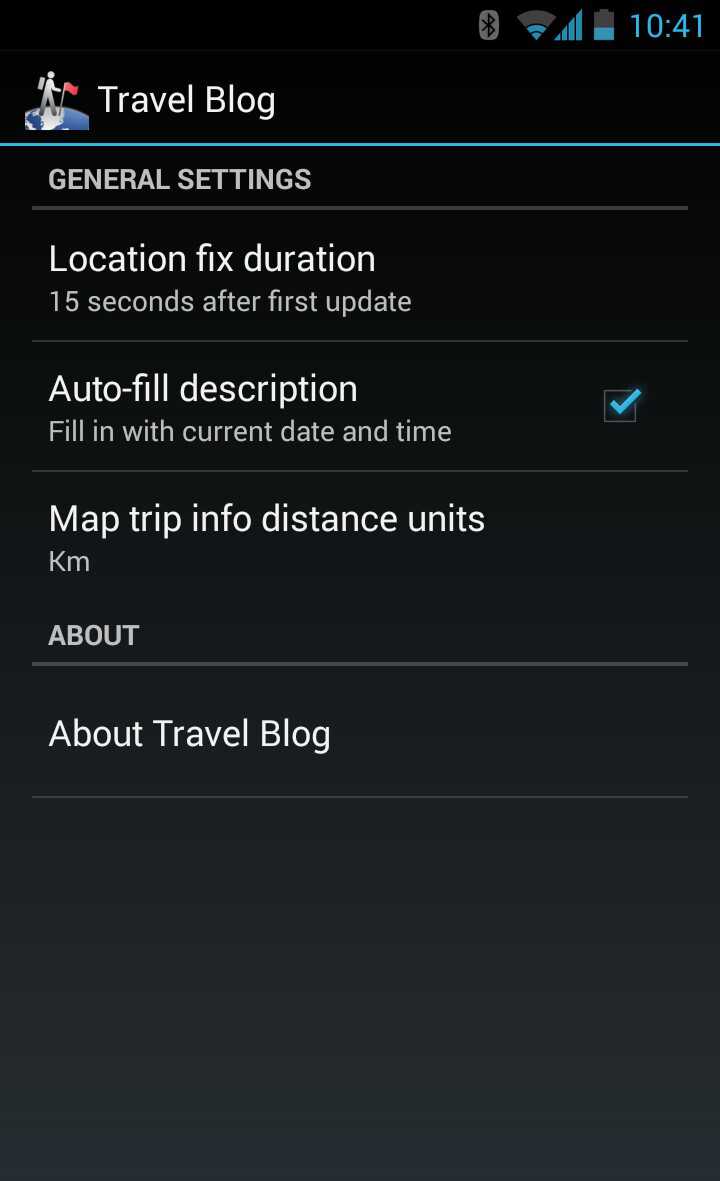 10:41
Travel Blog
GENERAL SETTINGS
Location fix duration
15 seconds after first update
Auto-fill description
Fill in with current date and time
Map trip info distance units
Km
ABOUT
About Travel Blog